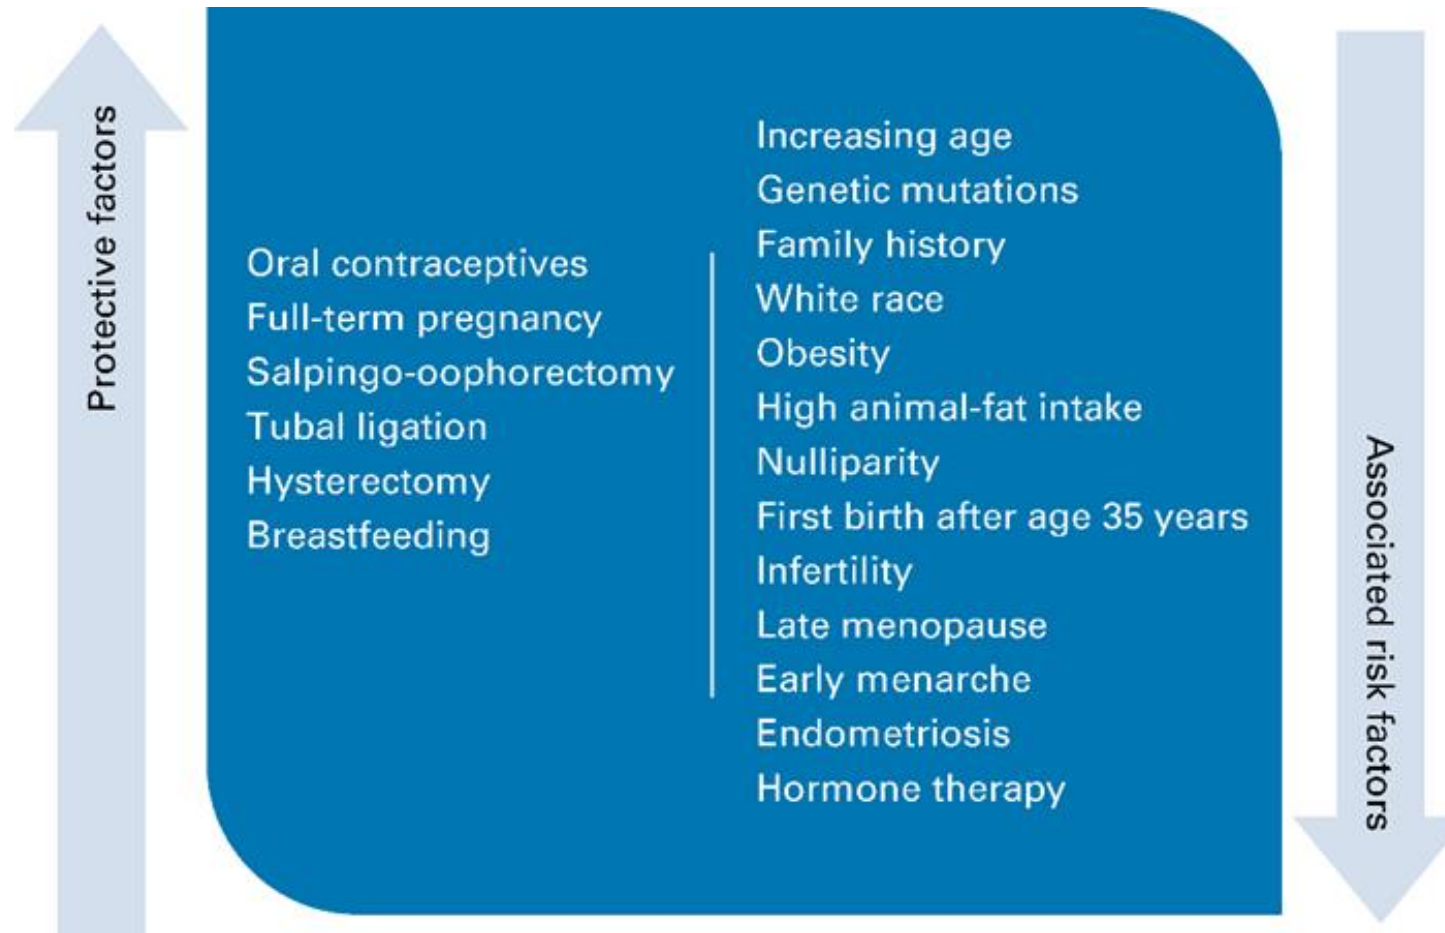 Protective factors
Oral contraceptives
Full-term pregnancy
Salpingo-oophorectomy
Tubal ligation
Hysterectomy
Breastfeeding
Increasing age
Genetic mutations
Family history
White race
Obesity
High animal-fat intake
Nulliparity
First birth after age 35 years
Infertility
Late menopause
Early menarche
Endometriosis
Hormone therapy
Associated risk factors